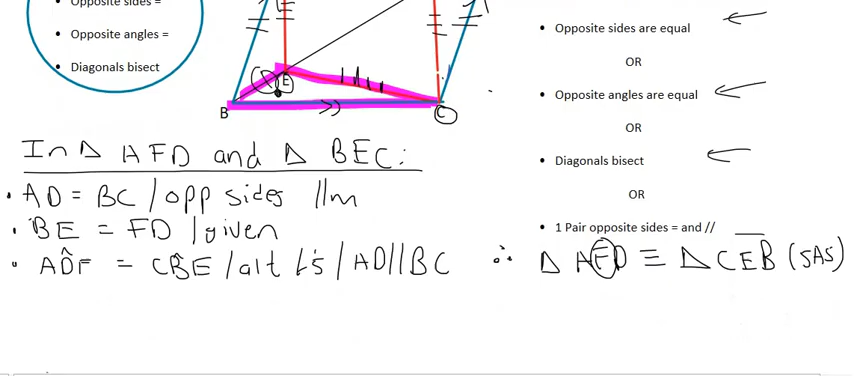 • Opposite sides =
• Opposite angles =
• Diagonals bisect
E
B
C
• Opposite sides are equal
OR
• Opposite angles are equal
OR
• Diagonals bisect
OR
• 1 Pair opposite sides = and //
In Δ AFD and Δ BEC:
• AD = BC / opp sides //m
• BE = FD / given
• AD̂F = CB̂E / alt ∠'s / AD // BC
∴ Δ AFD ≡ Δ CEB (SAS)